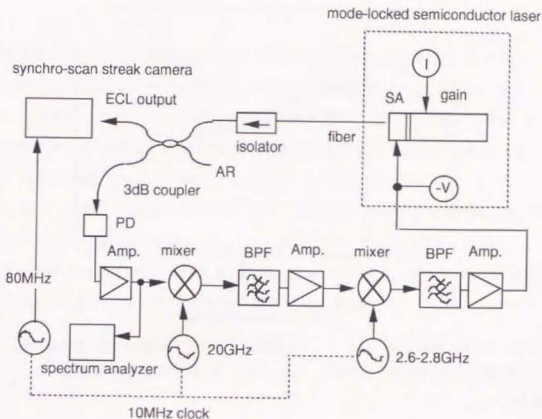 mode-locked semiconductor laser
I
synchro-scan streak camera
ECL output
SA
gain
isolator
fiber
AR
3dB coupler
-V
PD
Amp.
mixer
BPF
Amp.
mixer
BPF
Amp.
80MHz
20GHz
2.6-2.8GHz
spectrum analyzer
10MHz clock